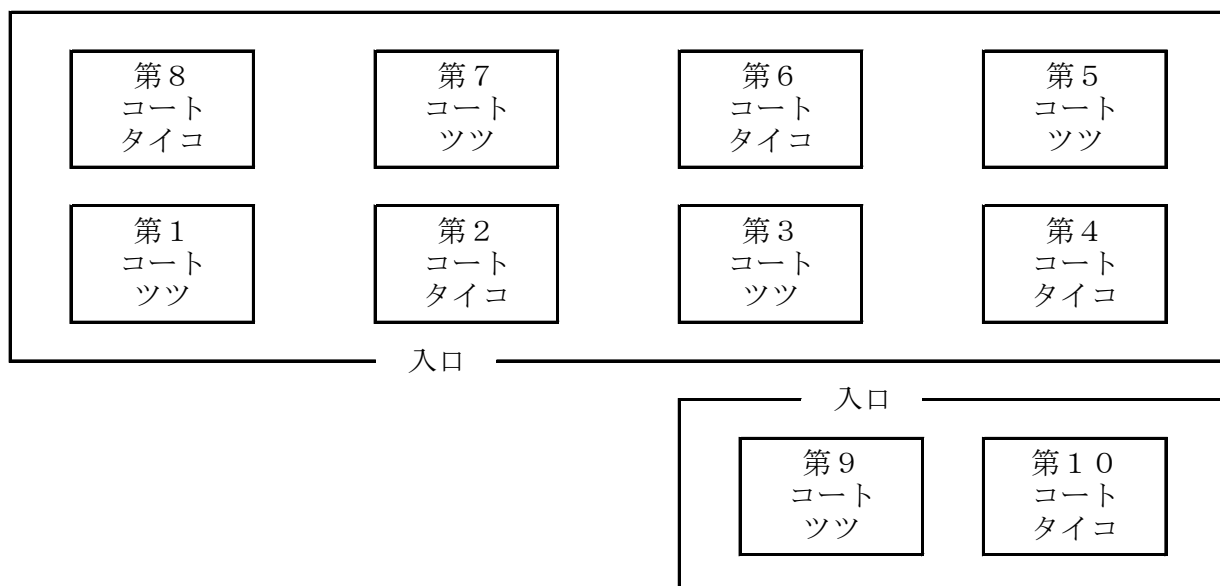 第８
コート
タイコ
第７
コート
ツツ
第６
コート
タイコ
第５
コート
ツツ
第１
コート
ツツ
第２
コート
タイコ
第３
コート
ツツ
第４
コート
タイコ
入口
入口
第９
コート
ツツ
第１０
コート
タイコ